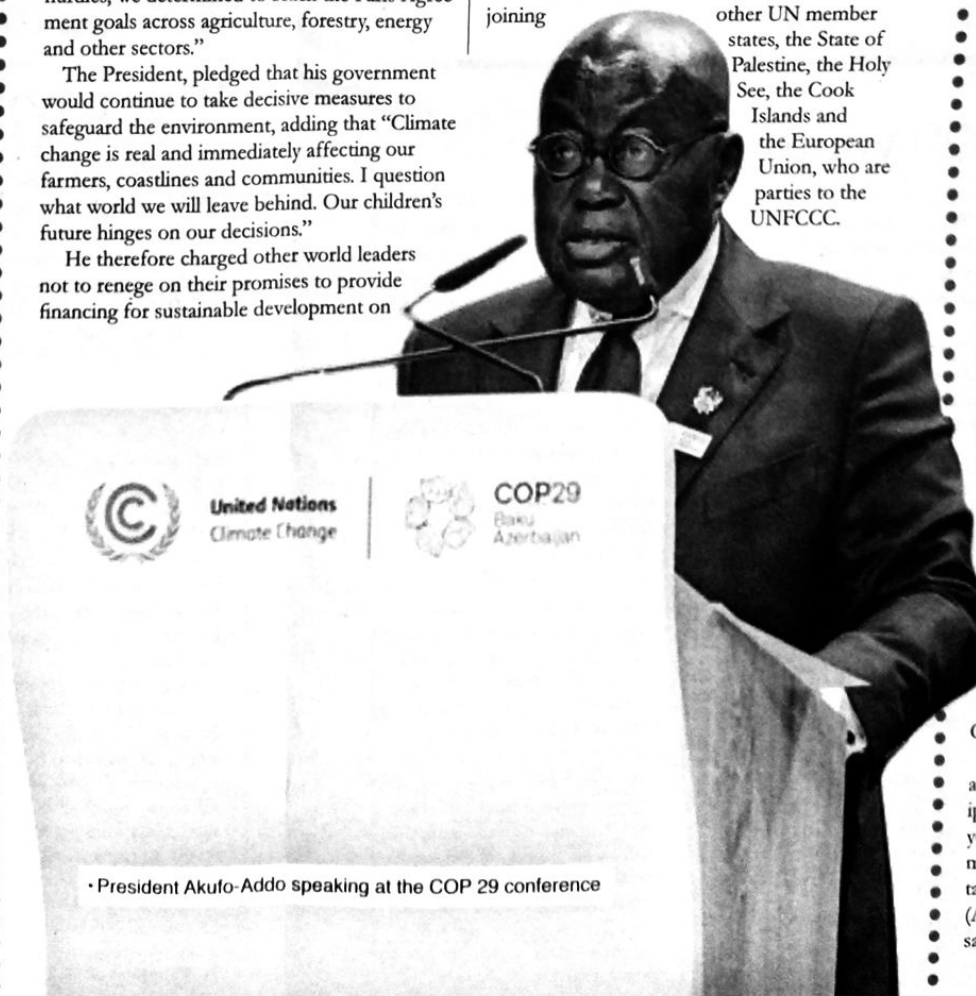 ment goals across agriculture, forestry, energy
and other sectors.”
The President, pledged that his government
would continue to take decisive measures to
safeguard the environment, adding that “Climate
change is real and immediately affecting our
farmers, coastlines and communities. I question
what world we will leave behind. Our children’s
future hinges on our decisions.”
He therefore charged other world leaders
not to renege on their promises to provide
financing for sustainable development on
joining
other UN member
states, the State of
Palestine, the Holy
See, the Cook
Islands and
the European
Union, who are
parties to the
UNFCCC.
United Nations
Climate Change
COP29
Baku
Azerbaijan
• President Akufo-Addo speaking at the COP 29 conference